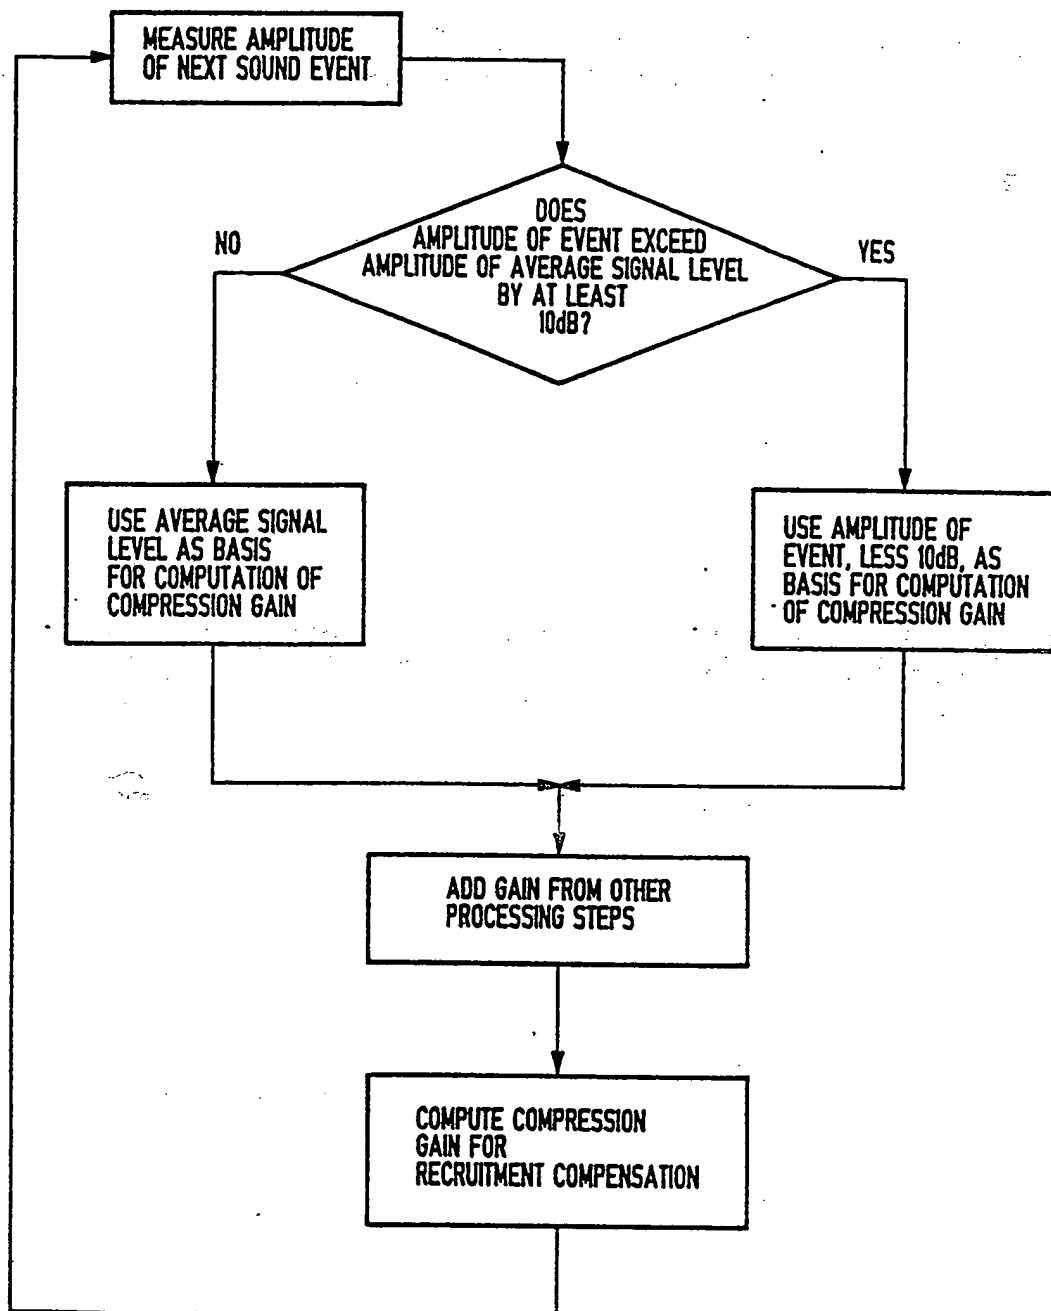 MEASURE AMPLITUDE
OF NEXT SOUND EVENT
DOES
AMPLITUDE OF EVENT EXCEED
AMPLITUDE OF AVERAGE SIGNAL LEVEL
BY AT LEAST
10dB?
NO
YES
USE AVERAGE SIGNAL
LEVEL AS BASIS
FOR COMPUTATION OF
COMPRESSION GAIN
USE AMPLITUDE OF
EVENT, LESS 10dB, AS
BASIS FOR COMPUTATION
OF COMPRESSION GAIN
ADD GAIN FROM OTHER
PROCESSING STEPS
COMPUTE COMPRESSION
GAIN FOR
RECRUITMENT COMPENSATION